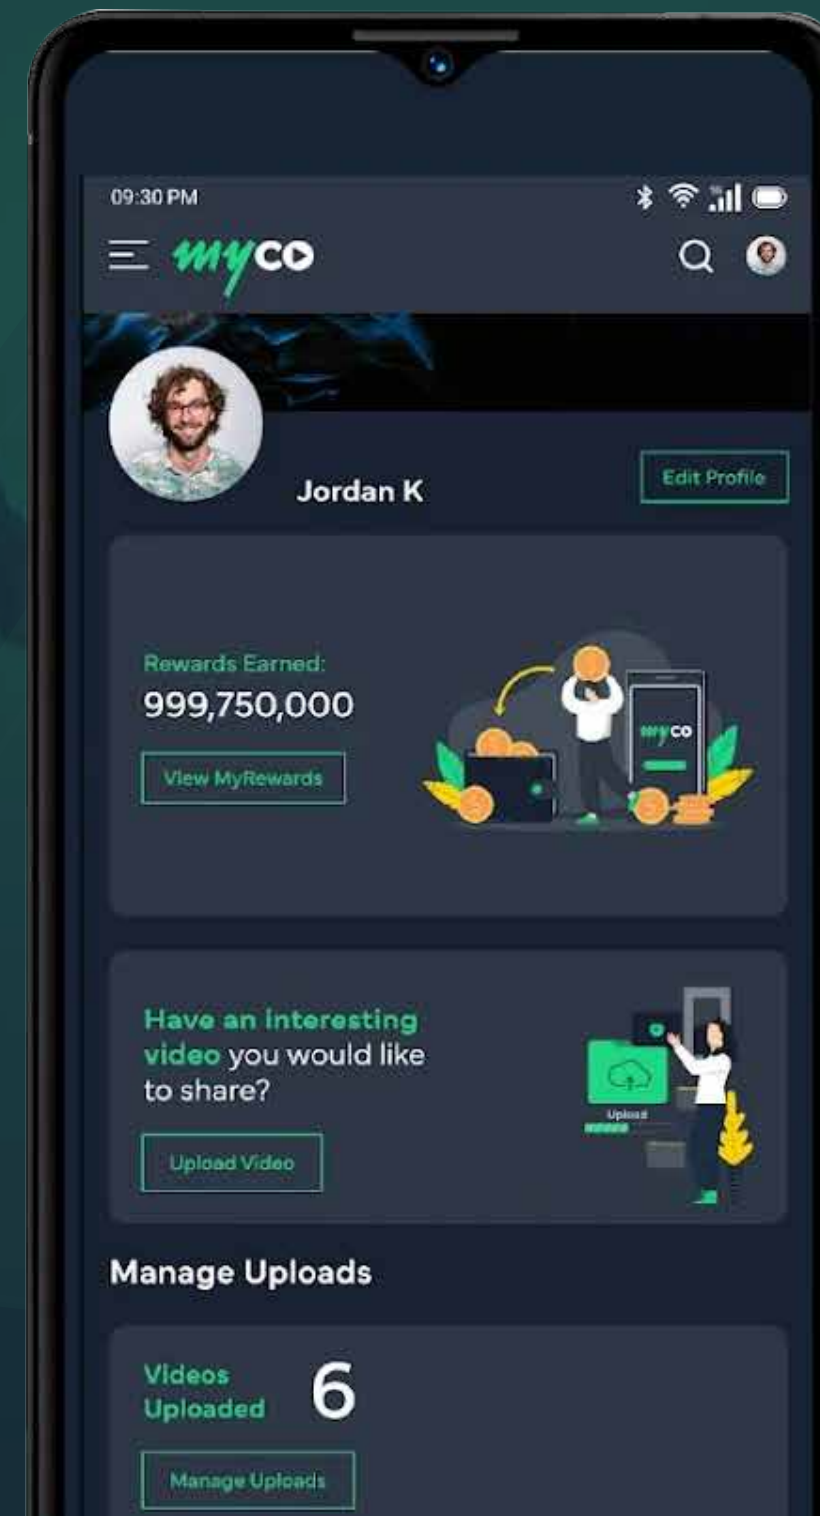 09:30 PM
myco
Jordan K
Edit Profile
Rewards Earned:
999,750,000
View MyRewards
myco
Have an interesting
video you would like
to share?
Upload
Upload Video
Manage Uploads
Videos
Uploaded
6
Manage Uploads